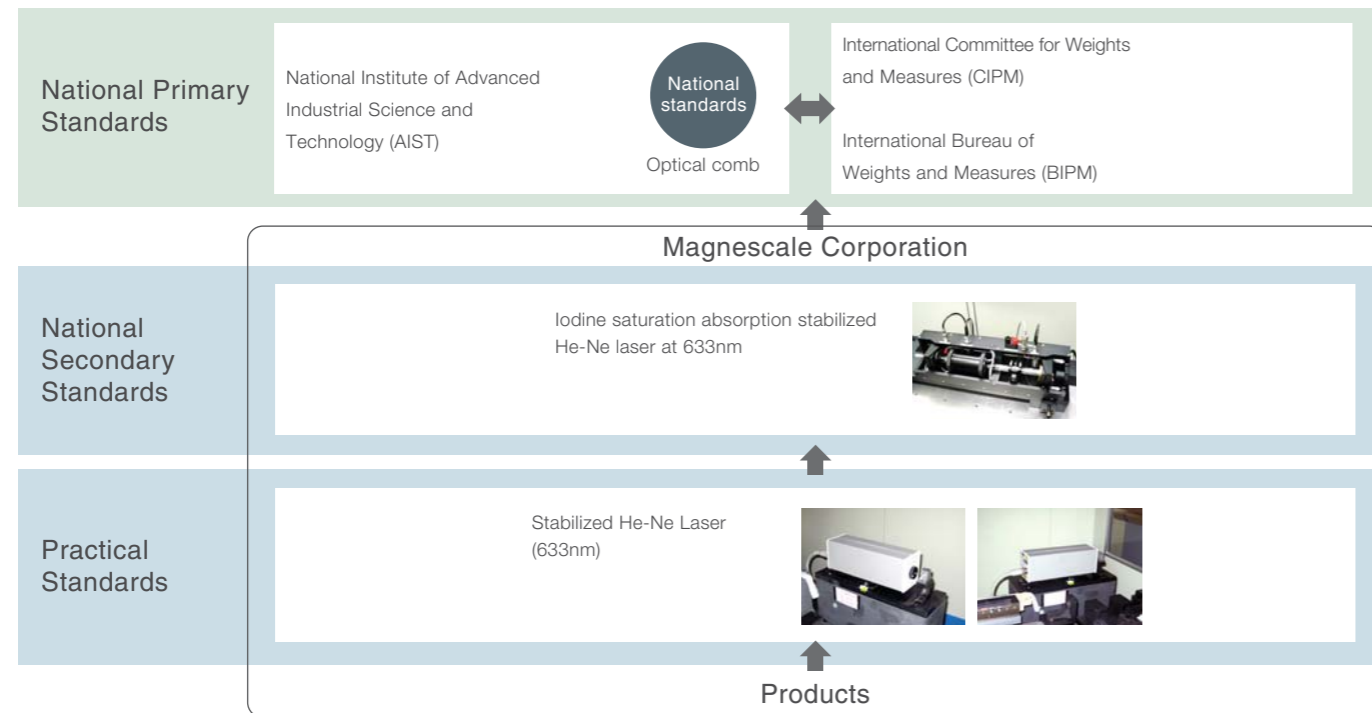 National Primary
Standards
National Institute of Advanced
Industrial Science and
Technology (AIST)
National
standards
Optical comb
International Committee for Weights
and Measures (CIPM)
International Bureau of
Weights and Measures (BIPM)
Magnescale Corporation
National
Secondary
Standards
Iodine saturation absorption stabilized
He-Ne laser at 633nm
Practical
Standards
Stabilized He-Ne Laser
(633nm)
Products